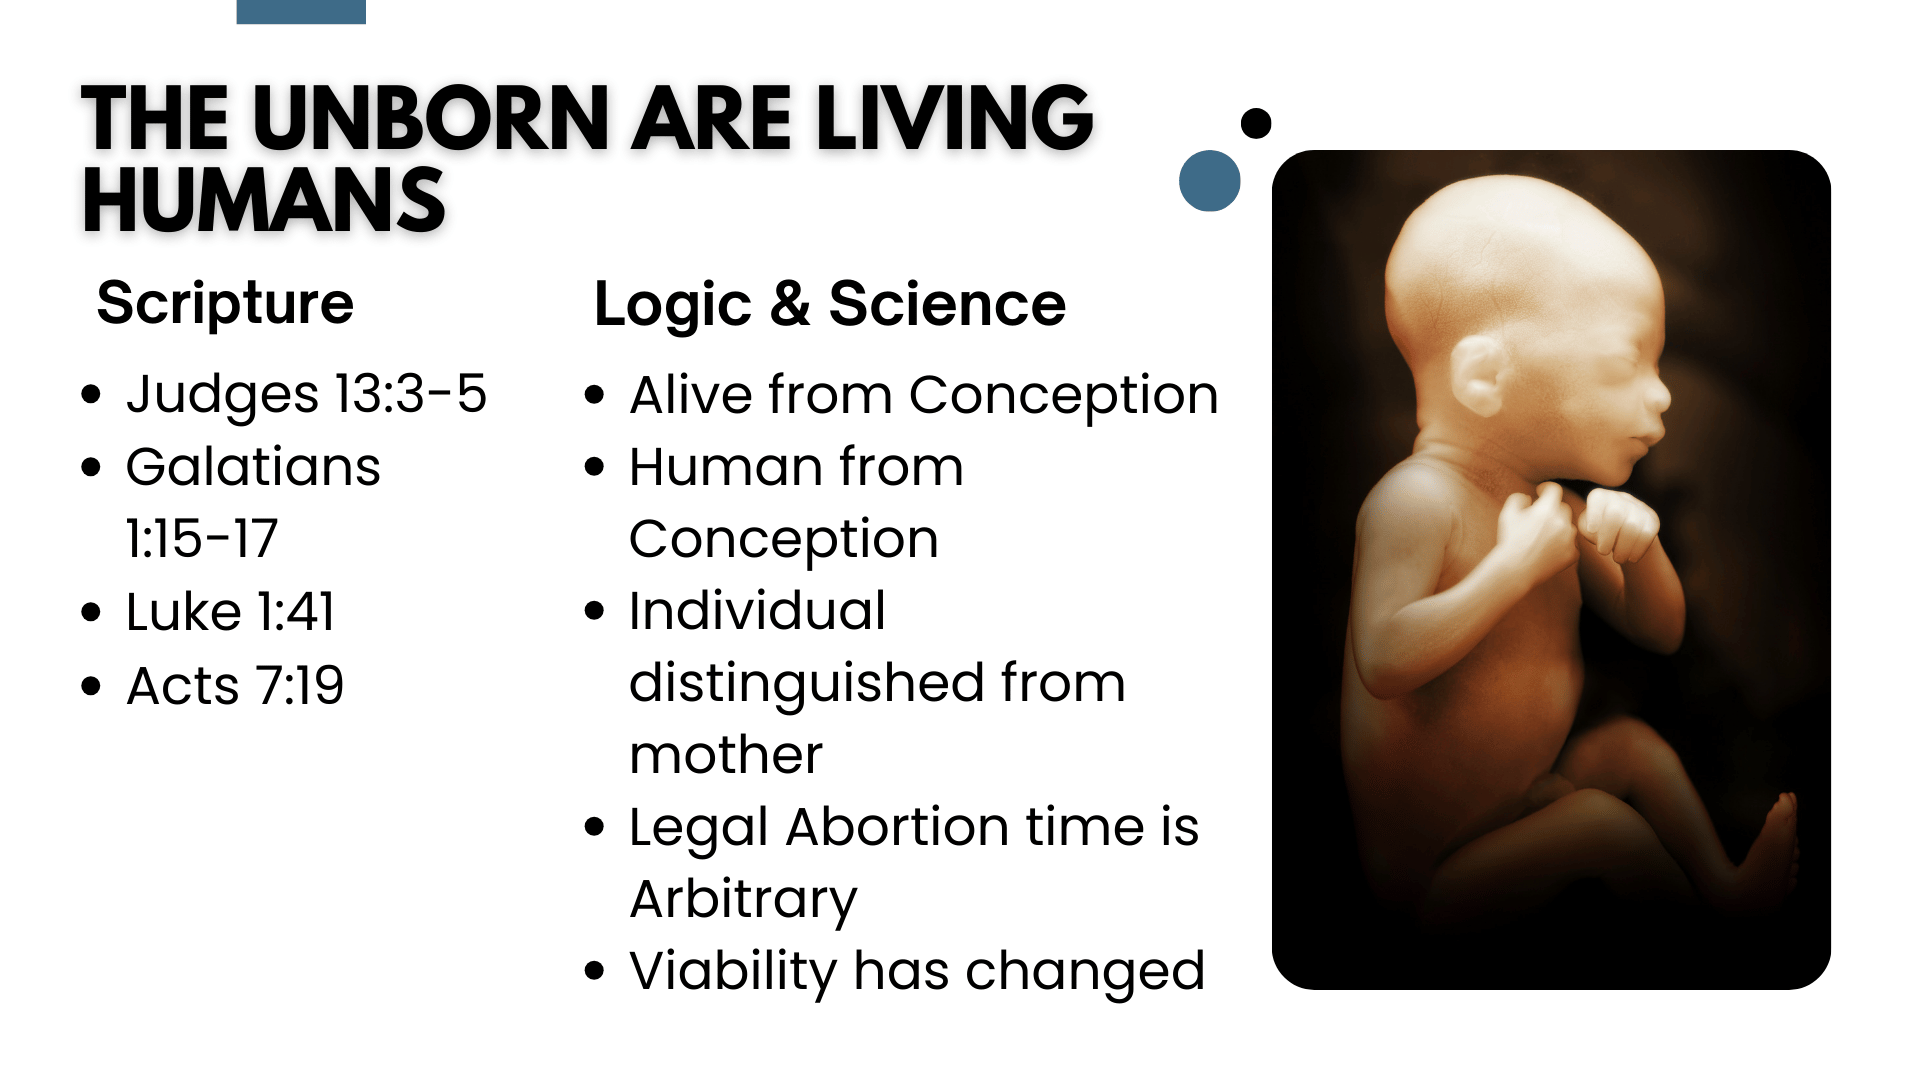 THE UNBORN ARE LIVING
HUMANS
Scripture
• Judges 13:3-5
• Galatians
1:15-17
• Luke 1:41
• Acts 7:19
Logic & Science
• Alive from Conception
• Human from
Conception
• Individual
distinguished from
mother
• Legal Abortion time is
Arbitrary
• Viability has changed